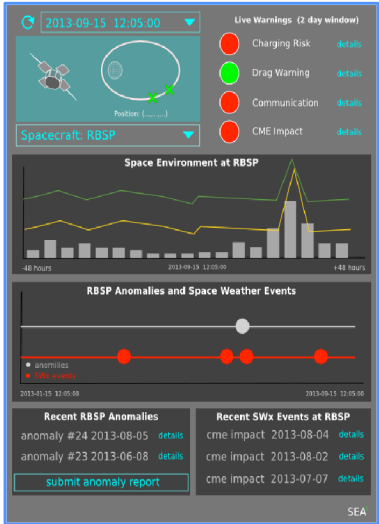 2013-09-15 12:05:00
Live Warnings (2 day window)
Charging Risk details
Drag Warning details
Communication details
CME Impact details
Position
Spacecraft: RBSP
Space Environment at RBSP
-48 hours 2013-09-15 12:05:00 +48 hours
RBSP Anomalies and Space Weather Events
anomilies
SWx events
2013-01-15 12:05:00 2013-09-15 12:05:00
Recent RBSP Anomalies
anomaly #24 2013-08-05 details
anomaly #23 2013-06-08 details
submit anomaly report
Recent SWx Events at RBSP
cme impact 2013-08-04 details
cme impact 2013-08-02 details
cme impact 2013-07-07 details
SEA